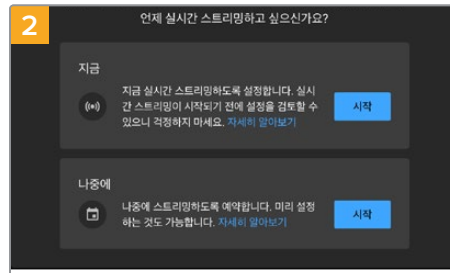 2
언제 실시간 스트리밍하고 싶으신가요?
지금
지금 실시간 스트리밍하도록 설정합니다. 실시
간 스트리밍이 시작되기 전에 설정을 검토할 수
있으니 걱정하지 마세요. 자세히 알아보기
시작
나중에
나중에 스트리밍하도록 예약합니다. 미리 설정
하는 것도 가능합니다. 자세히 알아보기
시작